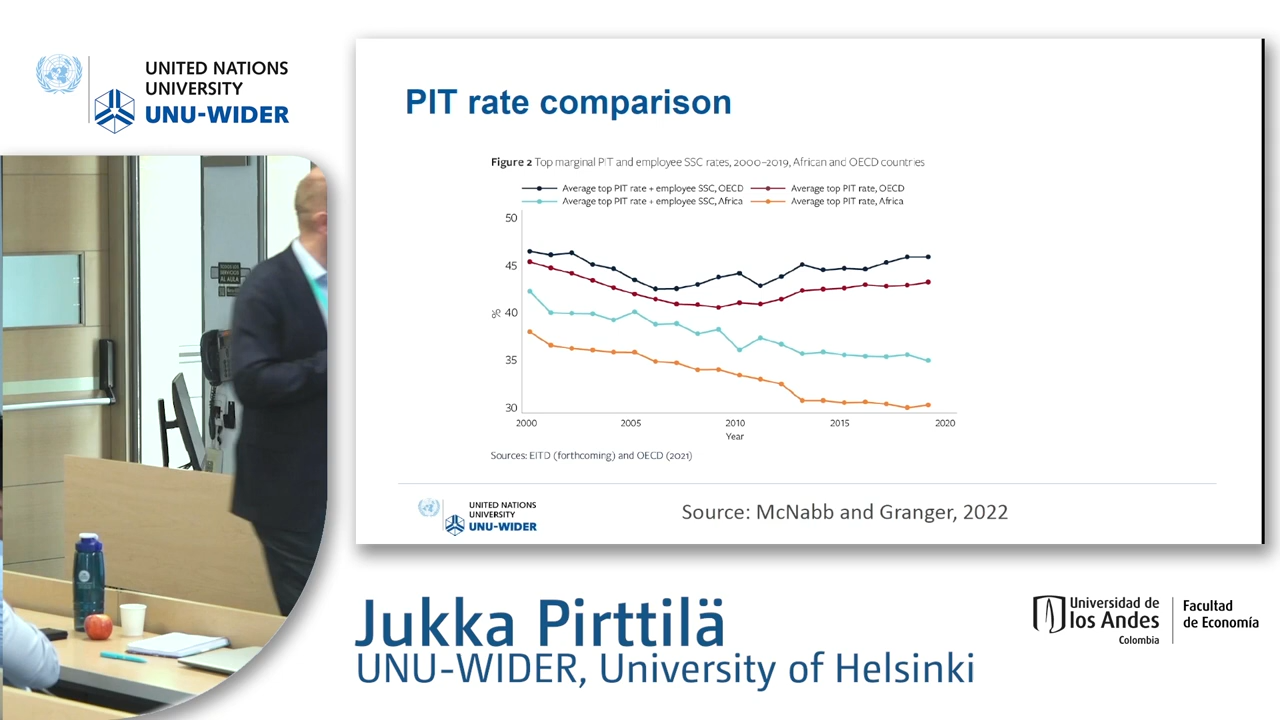 UNITED NATIONS
UNIVERSITY
UNU-WIDER
PIT rate comparison
Figure 2 Top marginal PIT and employee SSC rates, 2000–2019, African and OECD countries
Average top PIT rate + employee SSC, OECD
Average top PIT rate, OECD
Average top PIT rate + employee SSC, Africa
Average top PIT rate, Africa
50
45
40
35
30
%
2000 2005 2010 2015 2020
Year
Sources: EITD (forthcoming) and OECD (2021)
UNITED NATIONS
UNIVERSITY
UNU-WIDER
Source: McNabb and Granger, 2022
Jukka Pirttilä
UNU-WIDER, University of Helsinki
Universidad de
los Andes
Colombia
Facultad
de Economía